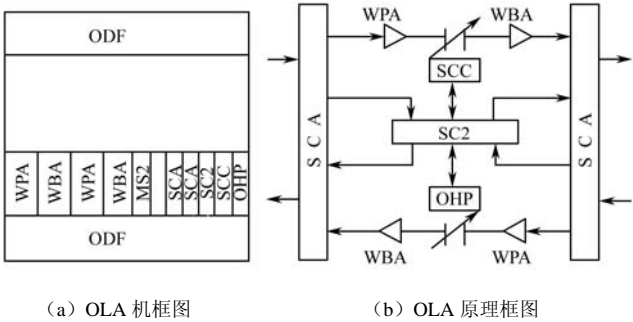 ODF
WPA
WBA
WPA
WBA
MS2
SCA
SCA
SC2
SCC
OHP
ODF
(a) OLA 机框图
WPA
WBA
SCC
SCA
SC2
SCA
OHP
WBA
WPA
(b) OLA 原理框图